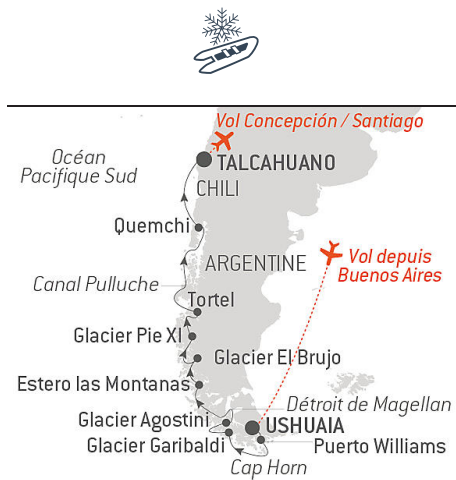 Vol Concepción / Santiago
Océan
Pacifique Sud
TALCAHUANO
CHILI
Quemchi
ARGENTINE
Vol depuis
Buenos Aires
Canal Pulluche
Tortel
Glacier Pie XI
Glacier El Brujo
Estero las Montanas
Détroit de Magellan
Glacier Agostini
USHUAIA
Glacier Garibaldi
Puerto Williams
Cap Horn